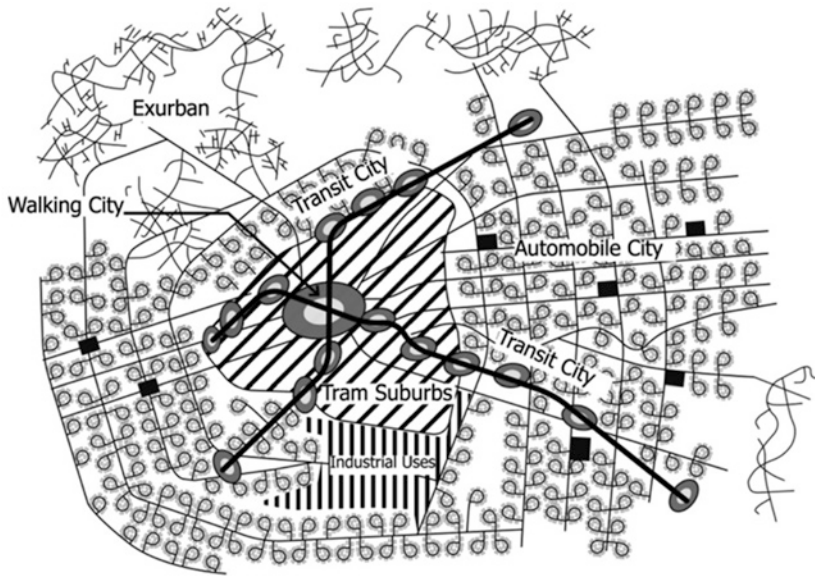 Exurban
Transit City
Walking City
Automobile City
Transit City
Tram Suburbs
Industrial Uses